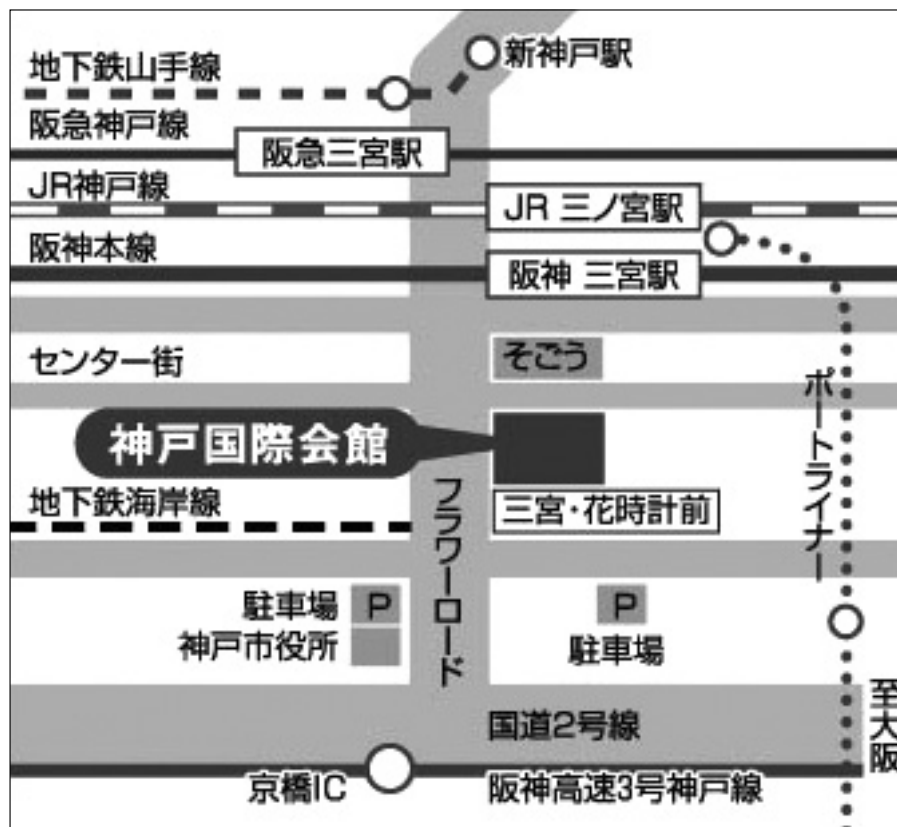 新神戸駅
地下鉄山手線
阪急神戸線
阪急三宮駅
JR神戸線
JR 三ノ宮駅
阪神本線
阪神 三宮駅
センター街
そごう
ポートライナー
神戸国際会館
地下鉄海岸線
三宮・花時計前
フラワーロード
駐車場 P
P
神戸市役所
駐車場
国道2号線
至大阪
京橋IC
阪神高速3号神戸線